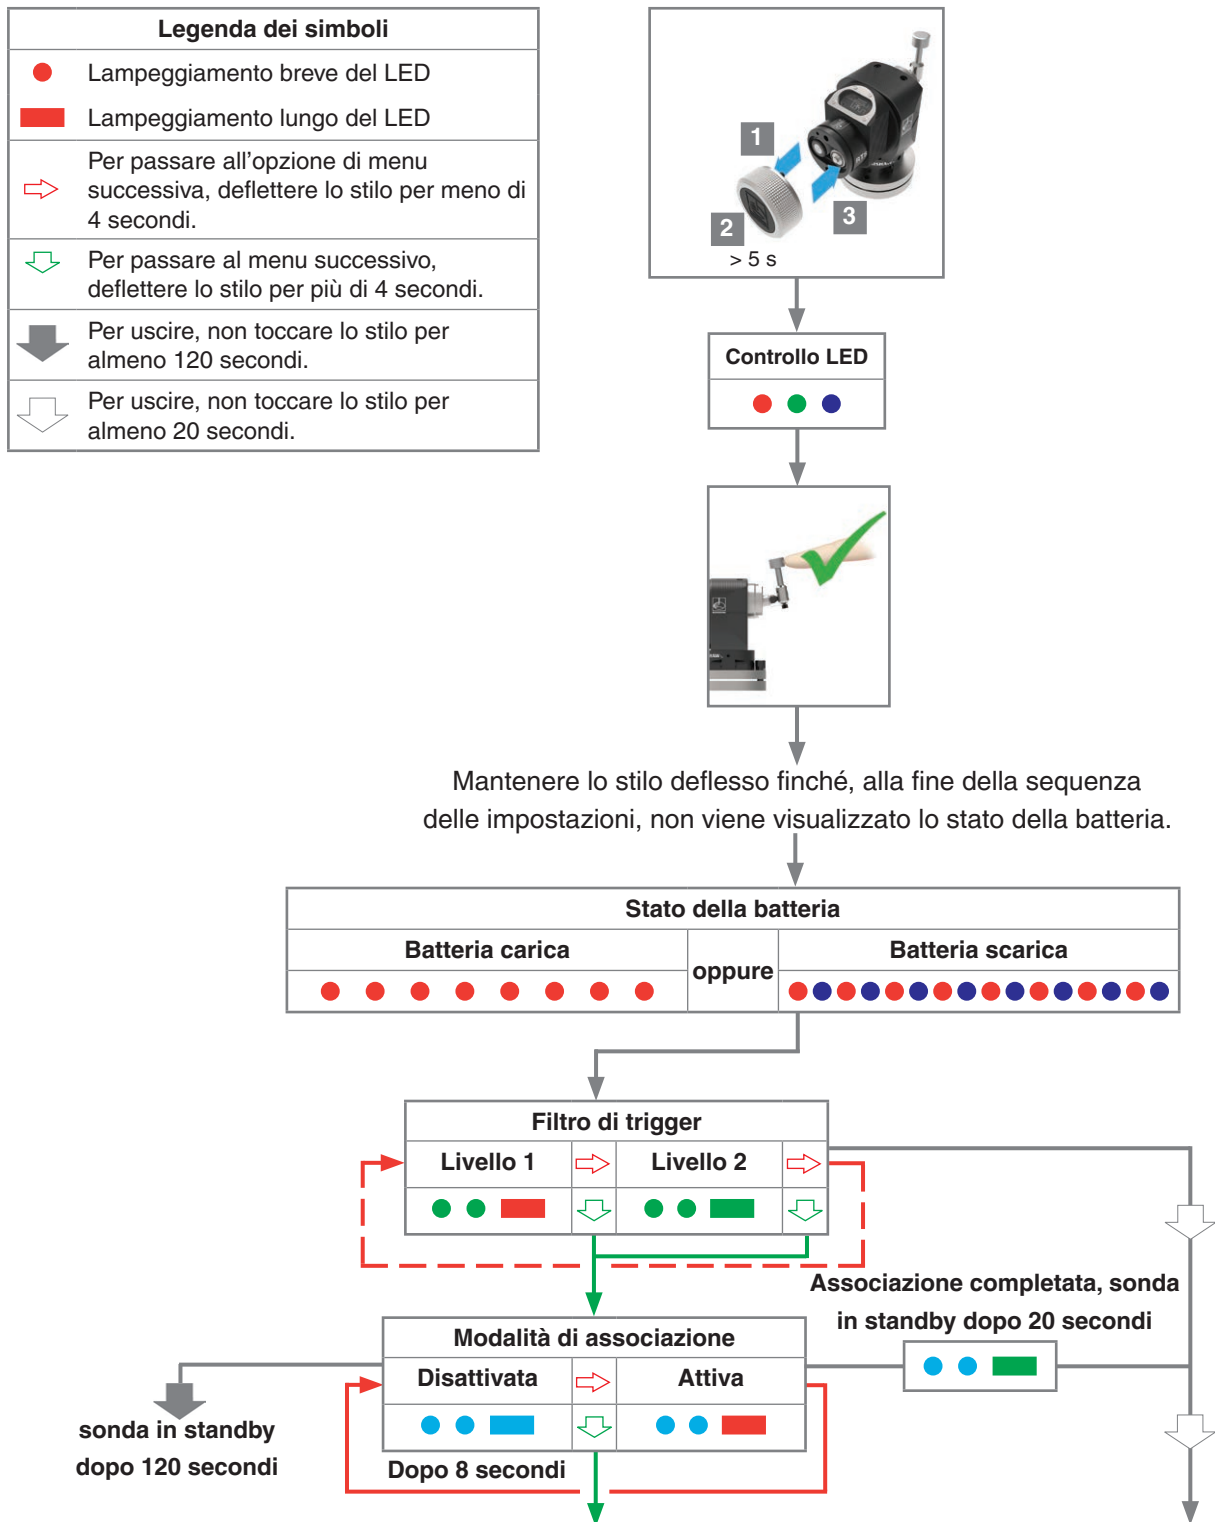 Legenda dei simboli
Lampeggiamento breve del LED
Lampeggiamento lungo del LED
Per passare all'opzione di menu
successiva, deflettere lo stilo per meno di
4 secondi.
Per passare al menu successivo,
deflettere lo stilo per più di 4 secondi.
Per uscire, non toccare lo stilo per
almeno 120 secondi.
Per uscire, non toccare lo stilo per
almeno 20 secondi.
1
2
3
> 5 s
Controllo LED
Mantenere lo stilo deflesso finché, alla fine della sequenza
delle impostazioni, non viene visualizzato lo stato della batteria.
Stato della batteria
Batteria carica
oppure
Batteria scarica
Filtro di trigger
Livello 1
Livello 2
Associazione completata, sonda
in standby dopo 20 secondi
Modalità di associazione
Disattivata
Attiva
sonda in standby
dopo 120 secondi
Dopo 8 secondi